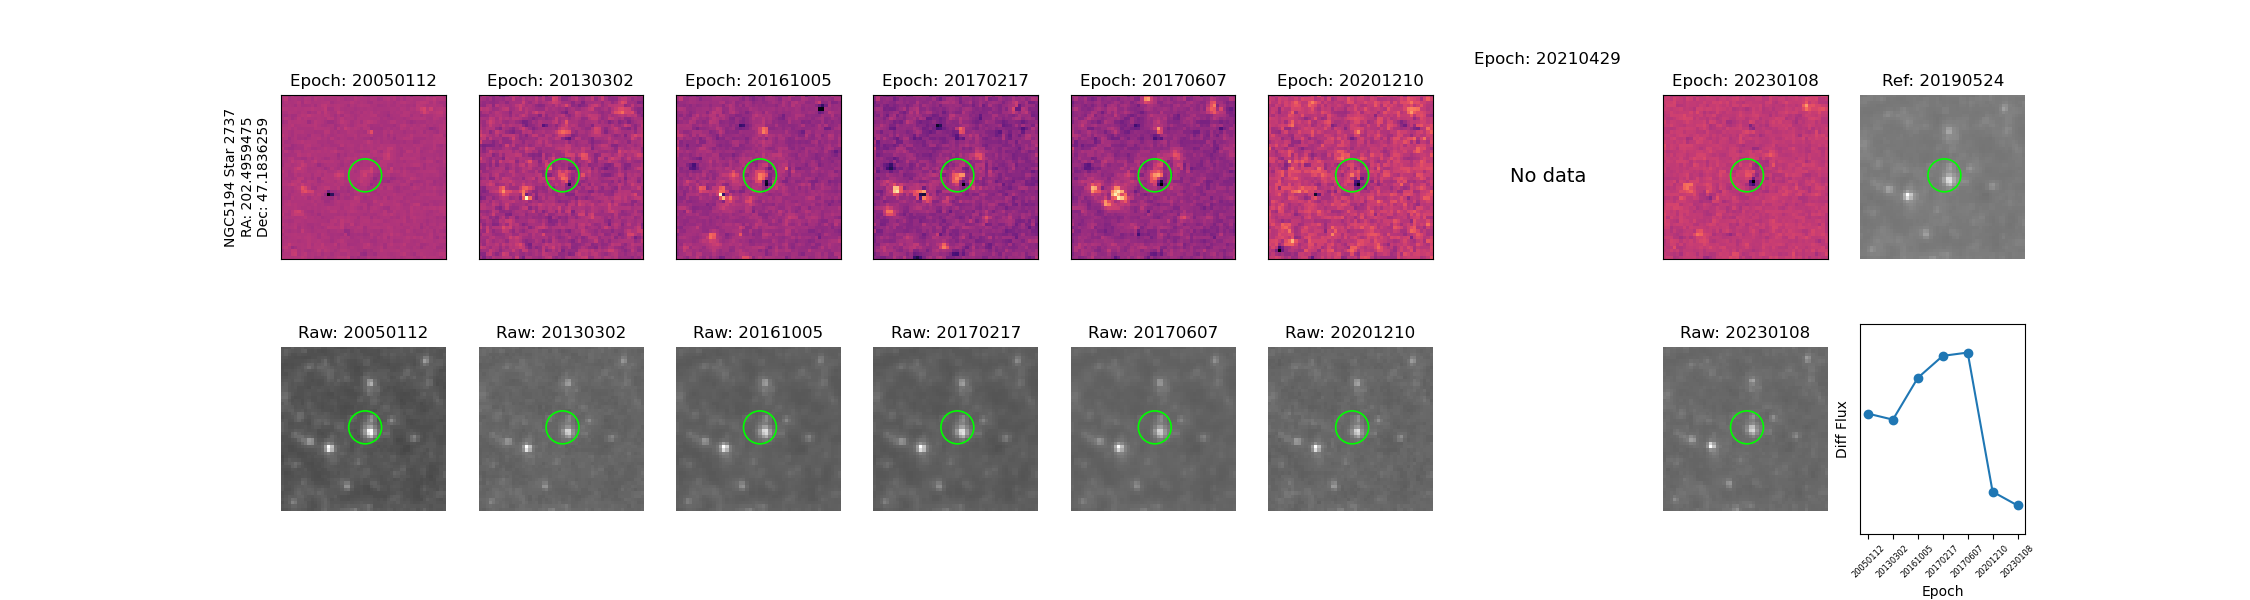 NGC5194 Star 2737
RA: 202.4959475
Dec: 47.1836259
Epoch: 20050112
Epoch: 20130302
Epoch: 20161005
Epoch: 20170217
Epoch: 20170607
Epoch: 20201210
Epoch: 20210429
No data
Epoch: 20230108
Ref: 20190524
Raw: 20050112
Raw: 20130302
Raw: 20161005
Raw: 20170217
Raw: 20170607
Raw: 20201210
Raw: 20230108
Diff Flux
20050112
20130302
20161005
20170217
20170607
20201210
20230108
Epoch